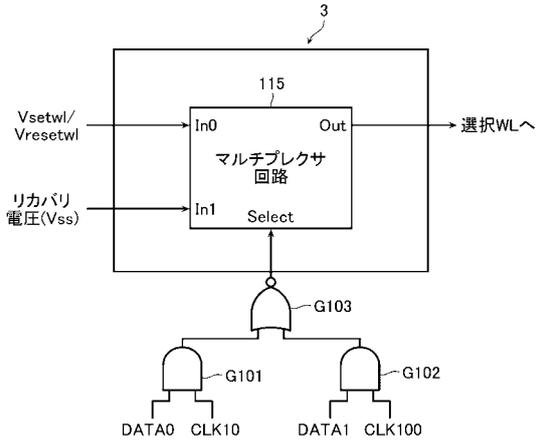 3
115
Vsetwl/
Vresetwl
In0
Out
選択WLへ
マルチプレクサ
回路
リカバリ
電圧(Vss)
In1
Select
G103
G101
G102
DATA0
CLK10
DATA1
CLK100